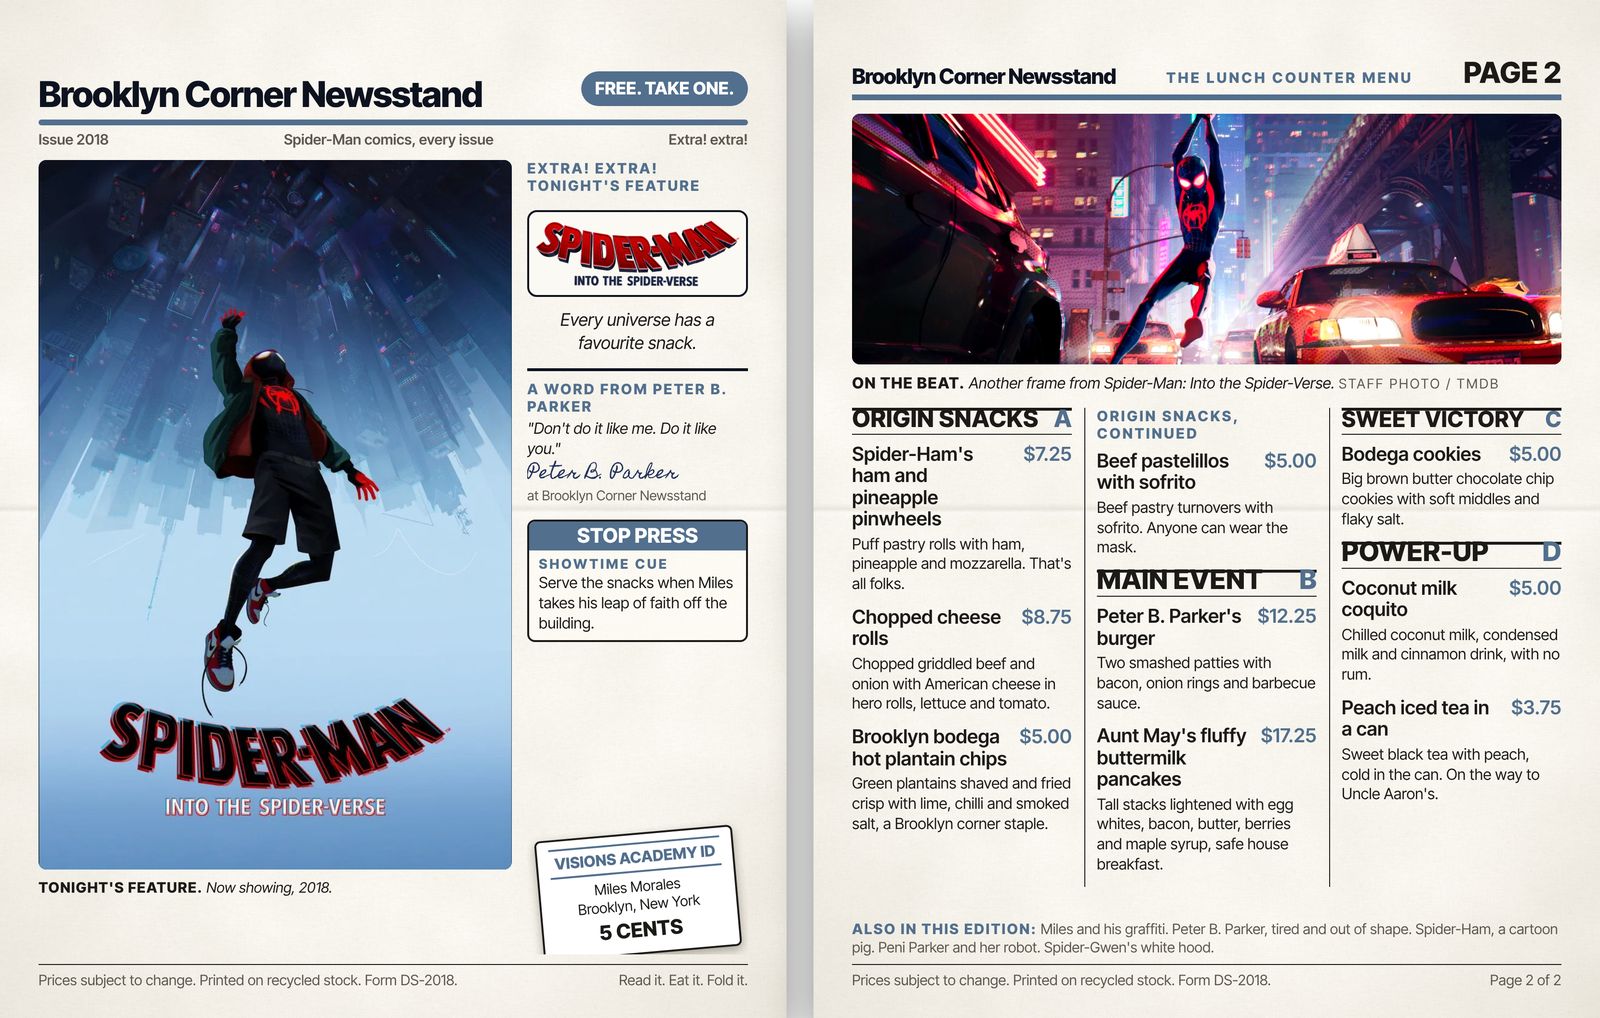 Brooklyn Corner Newsstand
FREE. TAKE ONE.
Issue 2018
Spider-Man comics, every issue
Extra! extra!
SPIDER-MAN
INTO THE SPIDER-VERSE
TONIGHT'S FEATURE. Now showing, 2018.
EXTRA! EXTRA!
TONIGHT'S FEATURE
SPIDER-MAN
INTO THE SPIDER-VERSE
Every universe has a
favourite snack.
A WORD FROM PETER B.
PARKER
"Don't do it like me. Do it like
you."
Peter B. Parker
at Brooklyn Corner Newsstand
STOP PRESS
SHOWTIME CUE
Serve the snacks when Miles
takes his leap of faith off the
building.
VISIONS ACADEMY ID
Miles Morales
Brooklyn, New York
5 CENTS
Prices subject to change. Printed on recycled stock. Form DS-2018.
Read it. Eat it. Fold it.
Brooklyn Corner Newsstand
THE LUNCH COUNTER MENU
PAGE 2
ON THE BEAT. Another frame from Spider-Man: Into the Spider-Verse. STAFF PHOTO / TMDB
ORIGIN SNACKS A
Spider-Ham's $7.25
ham and
pineapple
pinwheels
Puff pastry rolls with ham,
pineapple and mozzarella. That's
all folks.
Chopped cheese $8.75
rolls
Chopped griddled beef and
onion with American cheese in
hero rolls, lettuce and tomato.
Brooklyn bodega $5.00
hot plantain chips
Green plantains shaved and fried
crisp with lime, chilli and smoked
salt, a Brooklyn corner staple.
ORIGIN SNACKS,
CONTINUED
Beef pastelillos $5.00
with sofrito
Beef pastry turnovers with
sofrito. Anyone can wear the
mask.
MAIN EVENT B
Peter B. Parker's $12.25
burger
Two smashed patties with
bacon, onion rings and barbecue
sauce.
Aunt May's fluffy $17.25
buttermilk
pancakes
Tall stacks lightened with egg
whites, bacon, butter, berries
and maple syrup, safe house
breakfast.
SWEET VICTORY C
Bodega cookies $5.00
Big brown butter chocolate chip
cookies with soft middles and
flaky salt.
POWER-UP D
Coconut milk $5.00
coquito
Chilled coconut milk, condensed
milk and cinnamon drink, with no
rum.
Peach iced tea in $3.75
a can
Sweet black tea with peach,
cold in the can. On the way to
Uncle Aaron's.
ALSO IN THIS EDITION: Miles and his graffiti. Peter B. Parker, tired and out of shape. Spider-Ham, a cartoon
pig. Peni Parker and her robot. Spider-Gwen's white hood.
Prices subject to change. Printed on recycled stock. Form DS-2018.
Page 2 of 2